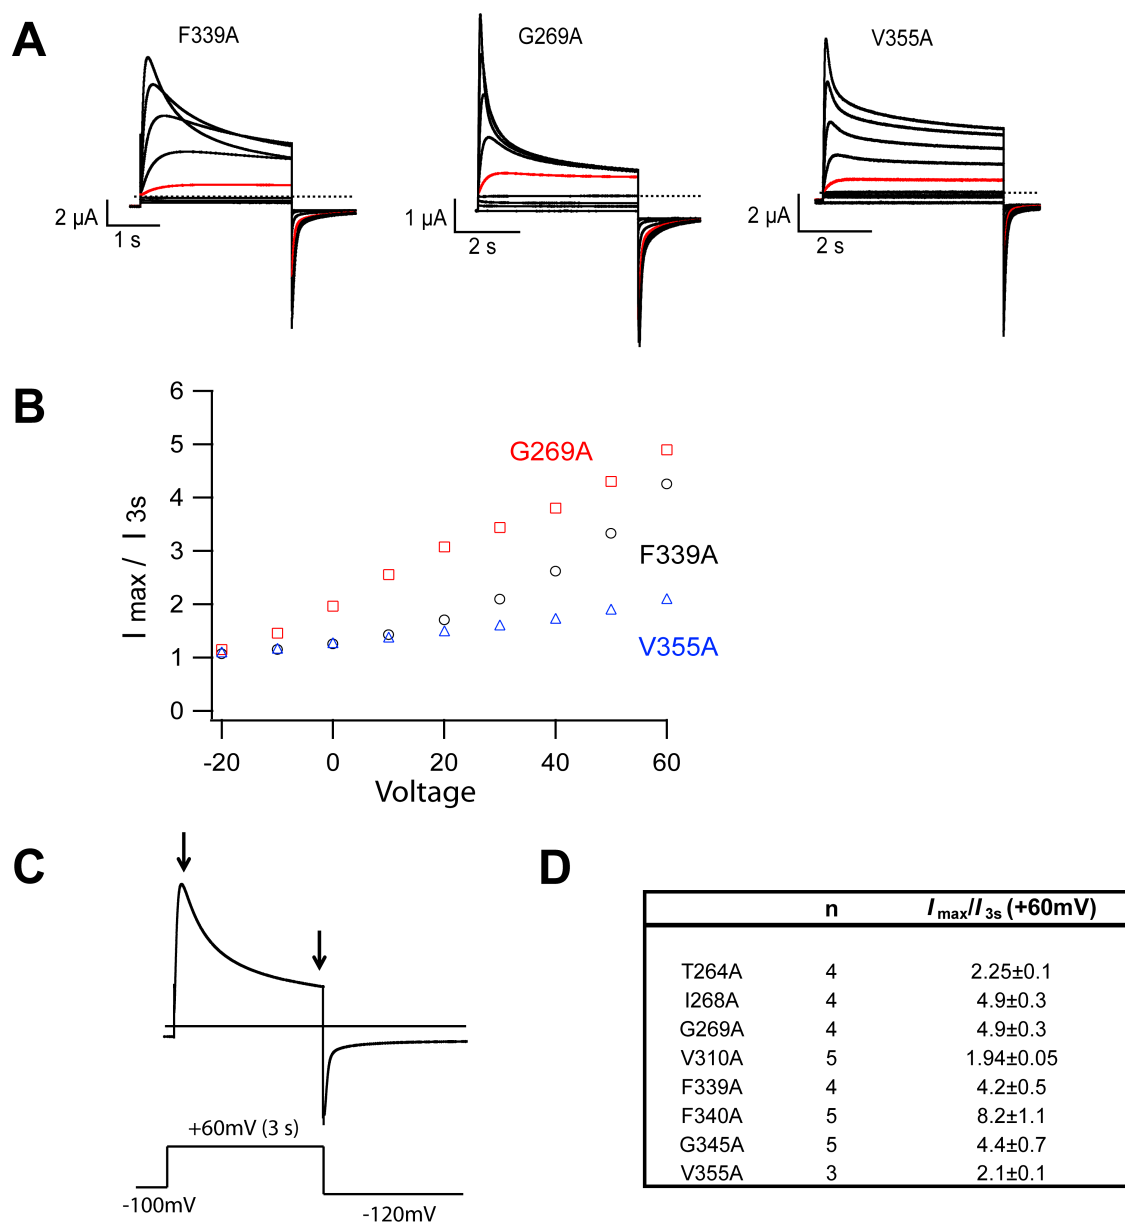 A
F339A
G269A
V355A
2 µA
1 s
1 µA
2 s
2 µA
2 s
B
I max / I 3s
6
5
4
3
2
1
0
G269A
F339A
V355A
-20
0
20
40
60
Voltage
C
+60mV (3 s)
-100mV
-120mV
D
n I max/I 3s (+60mV)
T264A 4 2.25±0.1
I268A 4 4.9±0.3
G269A 4 4.9±0.3
V310A 5 1.94±0.05
F339A 4 4.2±0.5
F340A 5 8.2±1.1
G345A 5 4.4±0.7
V355A 3 2.1±0.1